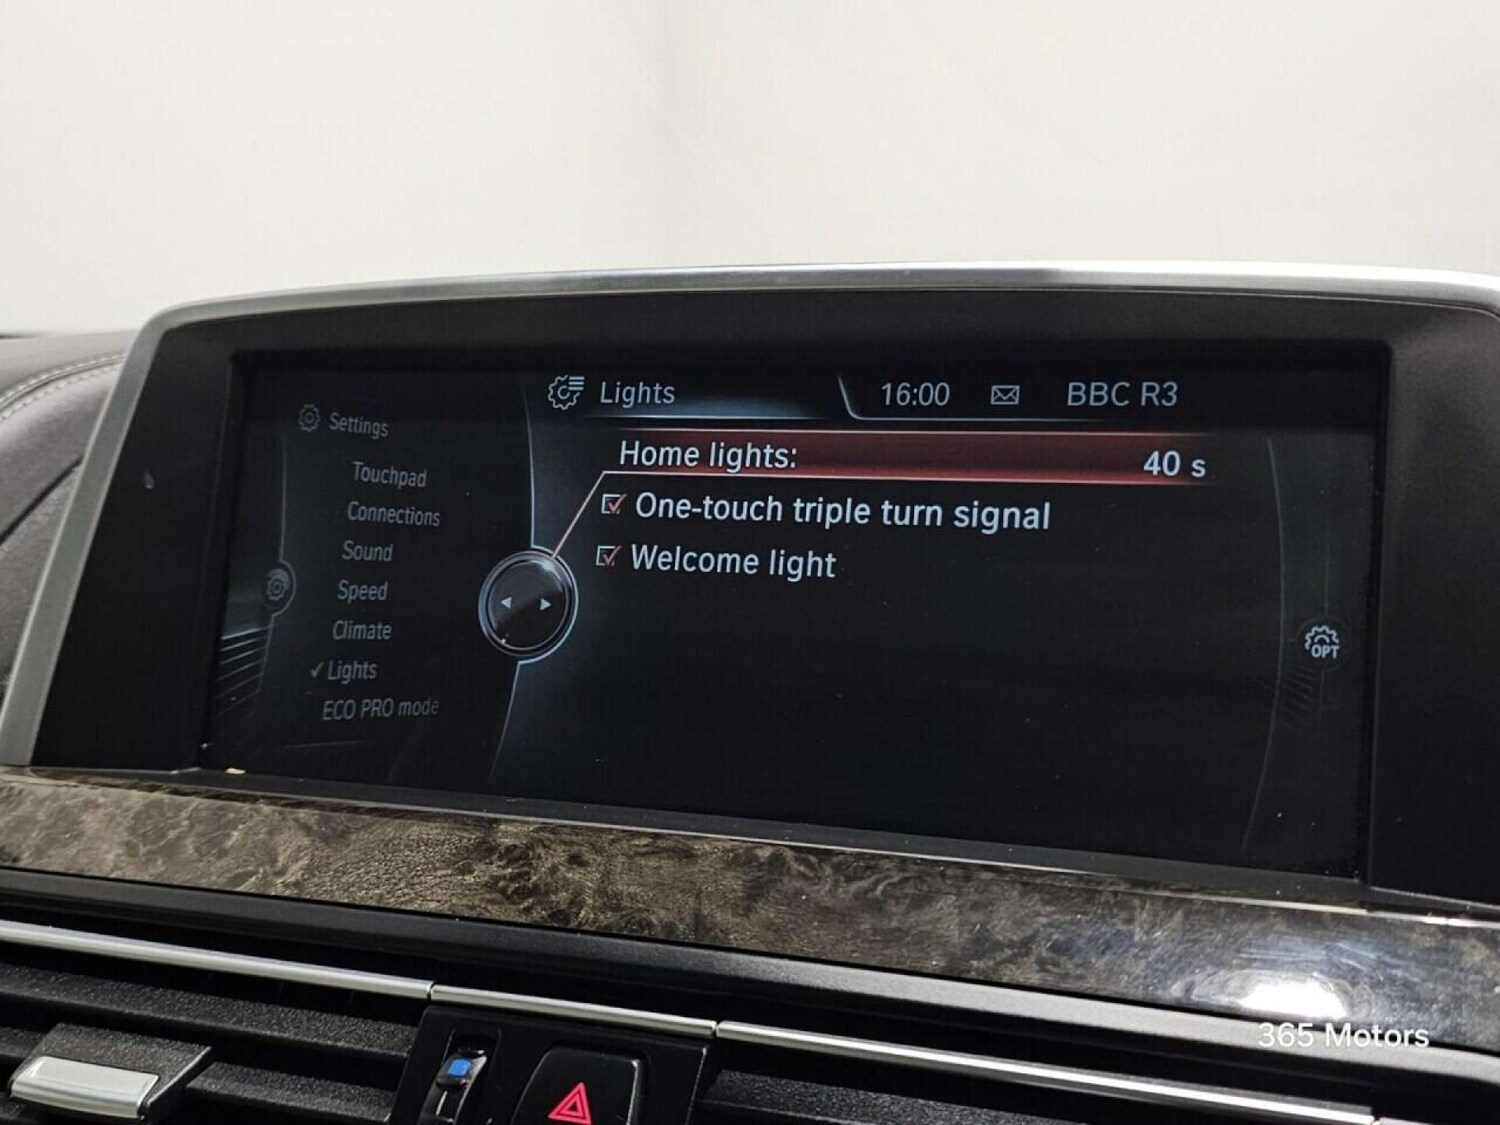 Lights
16:00
BBC R3
Settings
Touchpad
Connections
Sound
Speed
Climate
✓ Lights
ECO PRO mode
Home lights: 40 s
One-touch triple turn signal
Welcome light
OPT
365 Motors